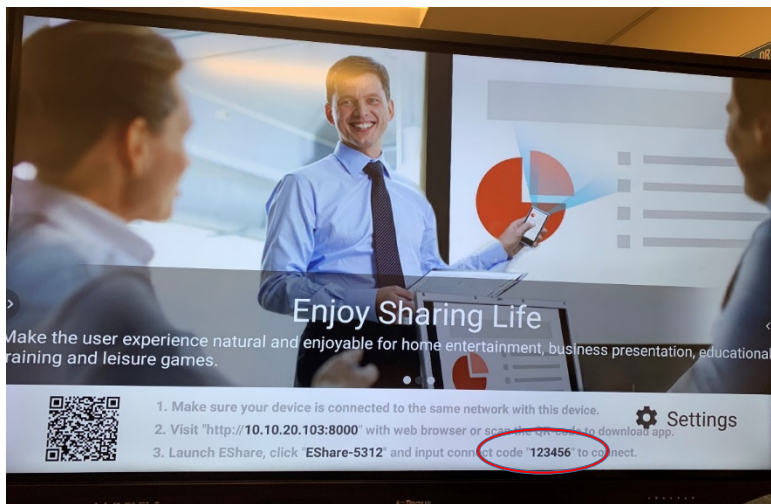 Enjoy Sharing Life
Make the user experience natural and enjoyable for home entertainment, business presentation, educational
raining and leisure games.
1. Make sure your device is connected to the same network with this device.
2. Visit "http://10.10.20.103:8000" with web browser or scan the QR-code to download app.
3. Launch EShare, click "EShare-5312" and input connect code "123456" to connect.
Settings